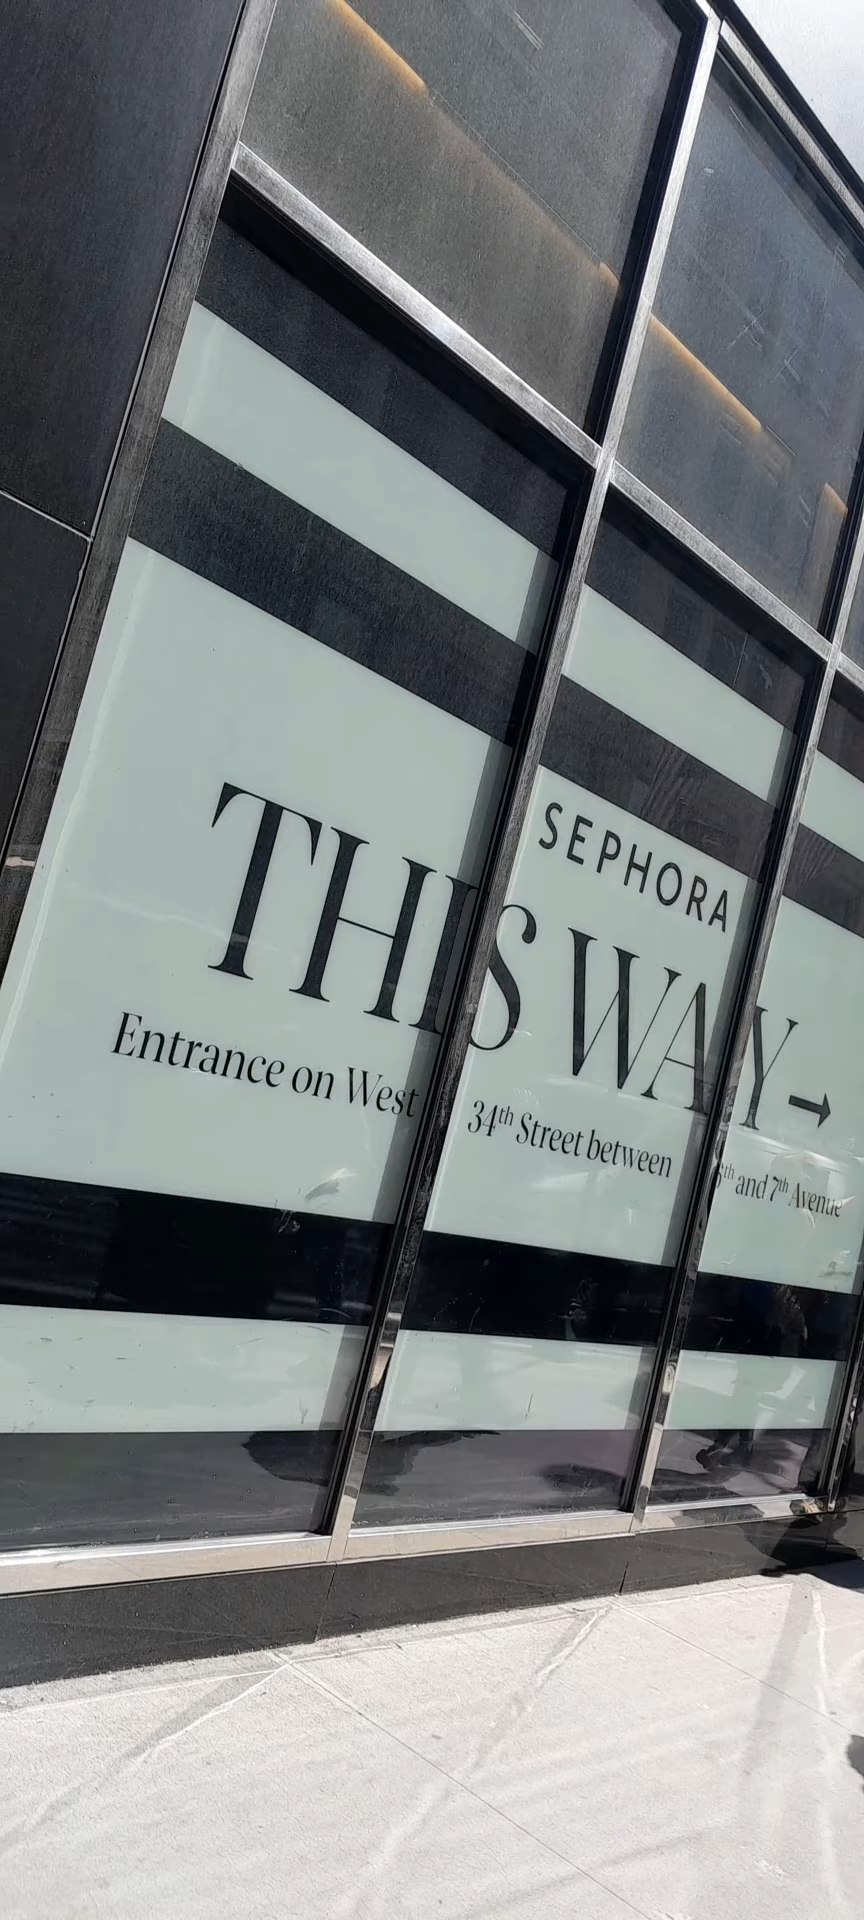 SEPHORA
THIS WAY→
Entrance on West 34th Street between th and 7th Avenue